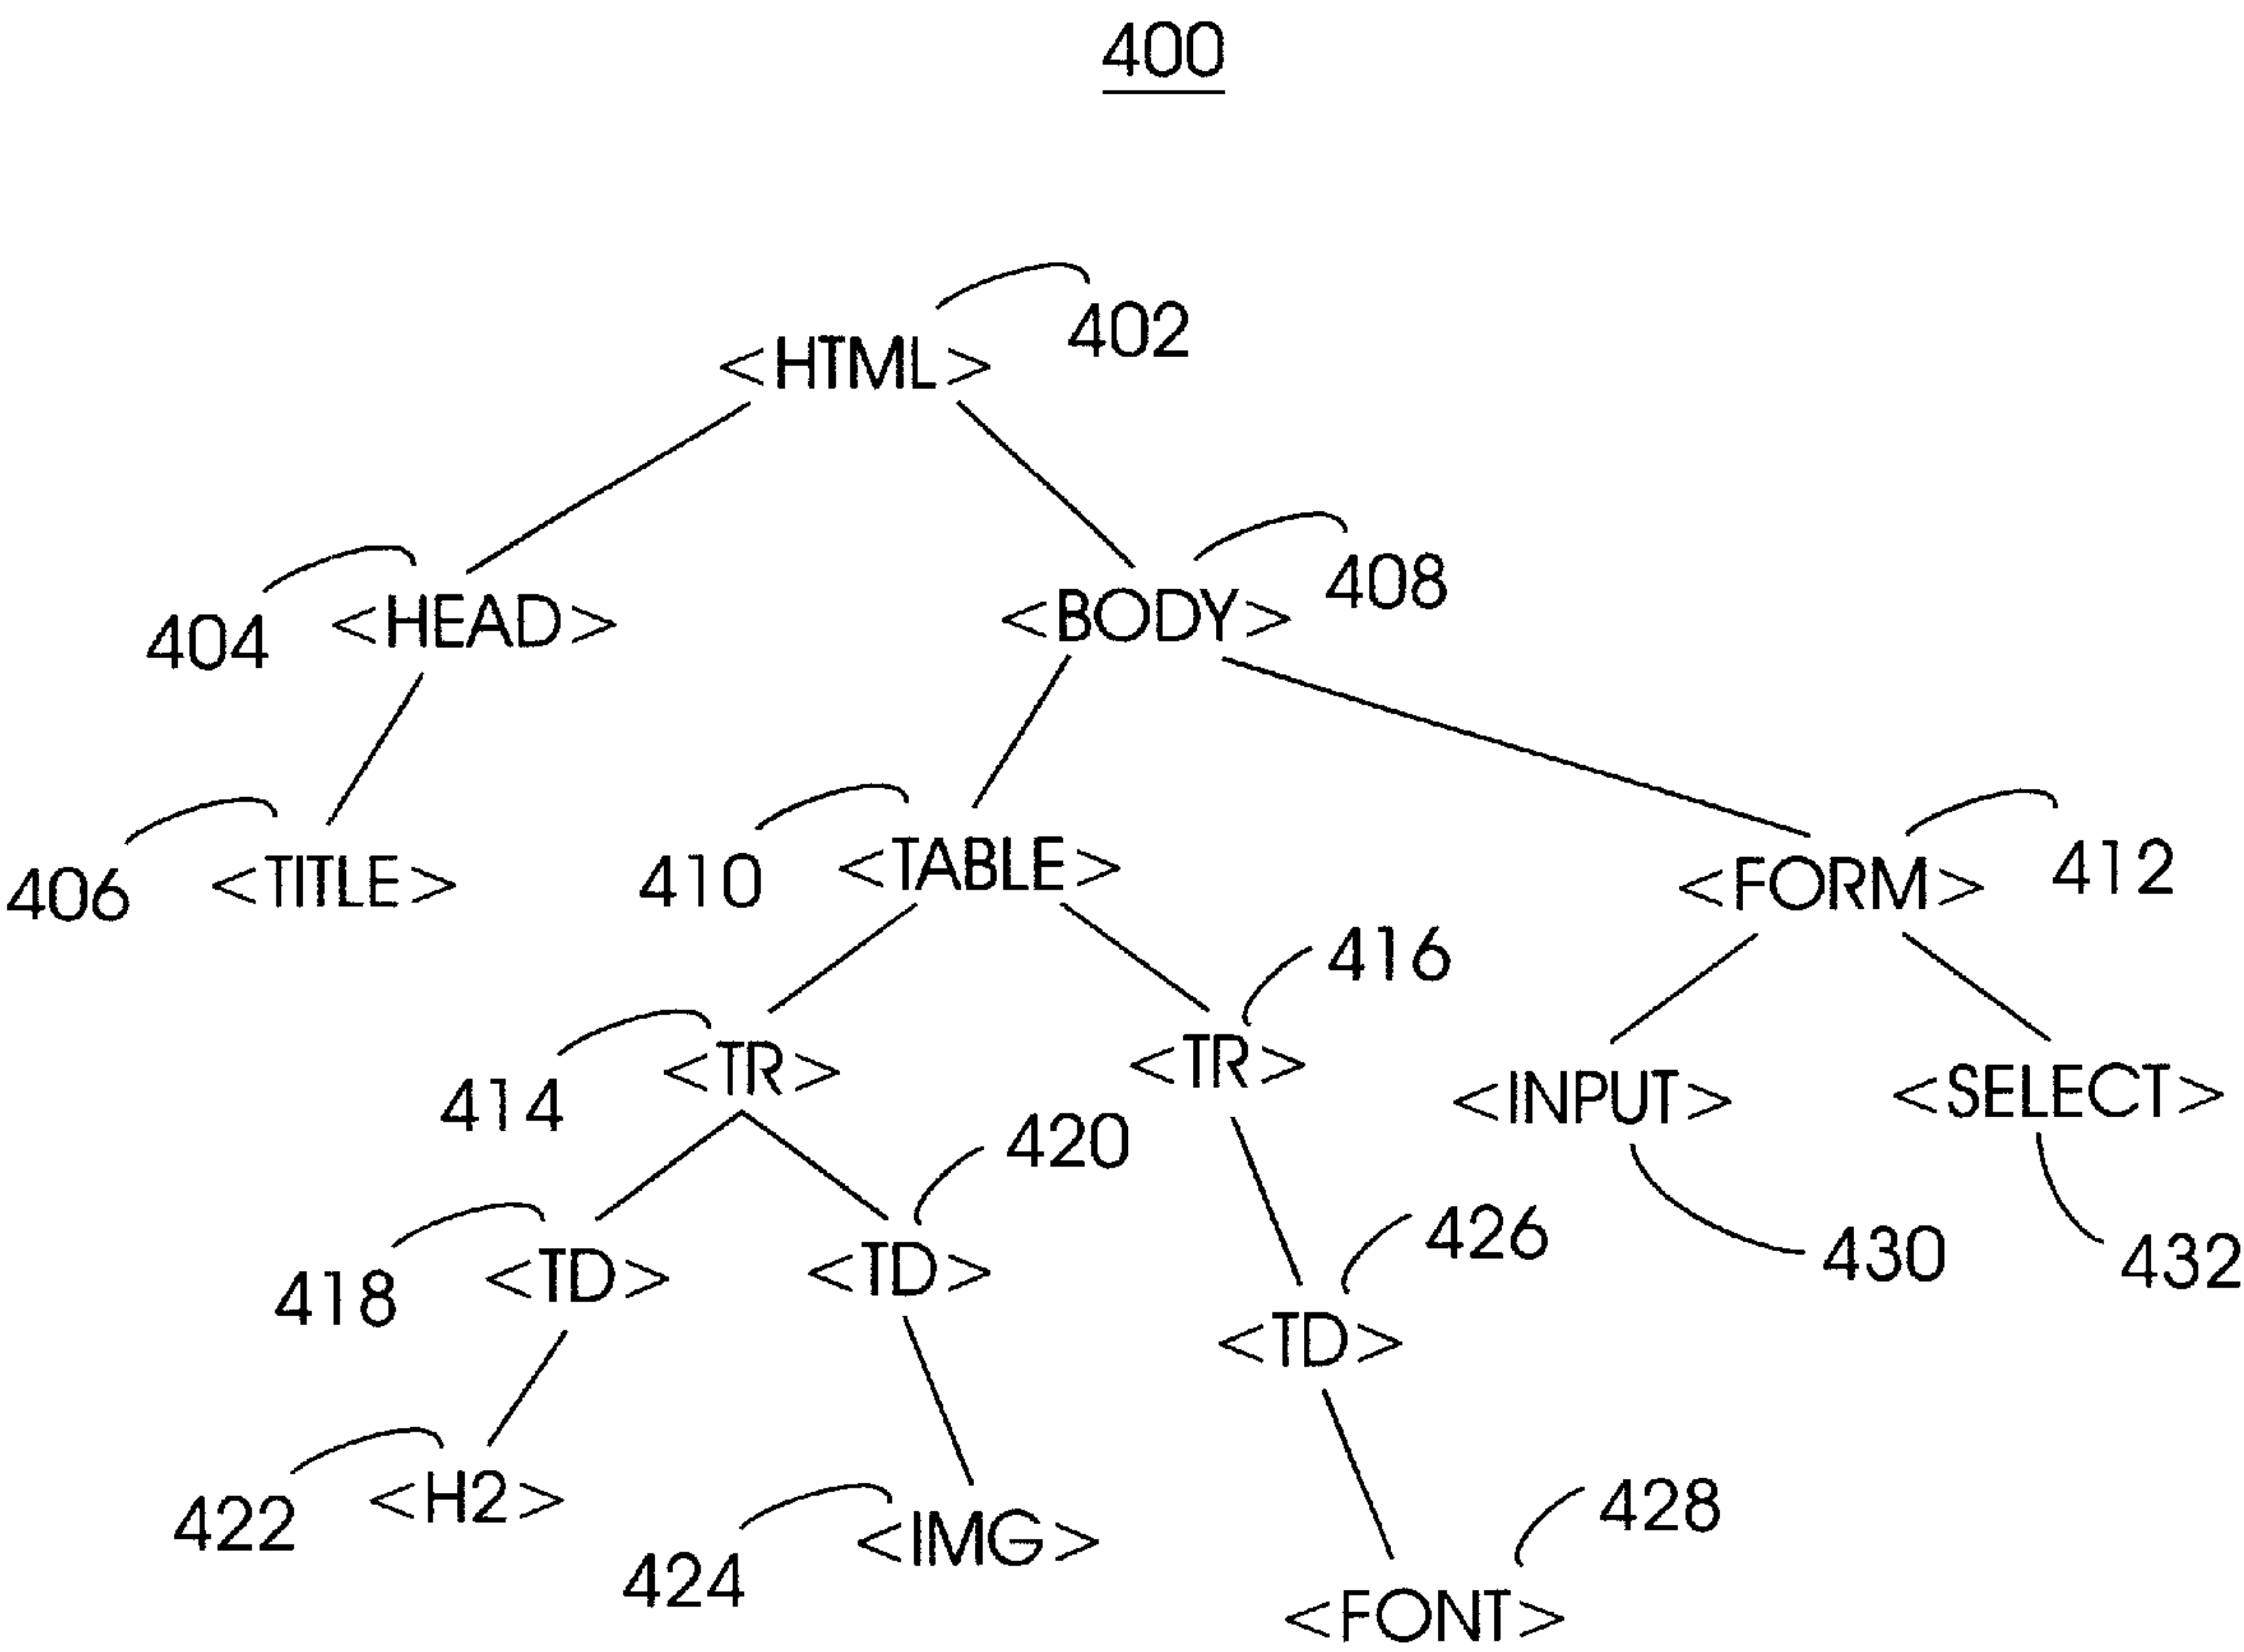 400
402
<HTML>
404 <HEAD>
<BODY> 408
406 <TITLE>
410 <TABLE>
<FORM> 412
416
414 <TR>
<TR>
<INPUT>
<SELECT>
420
418 <TD>
<TD>
426
430
432
<TD>
422 <H2>
424 <IMG>
428
<FONT>